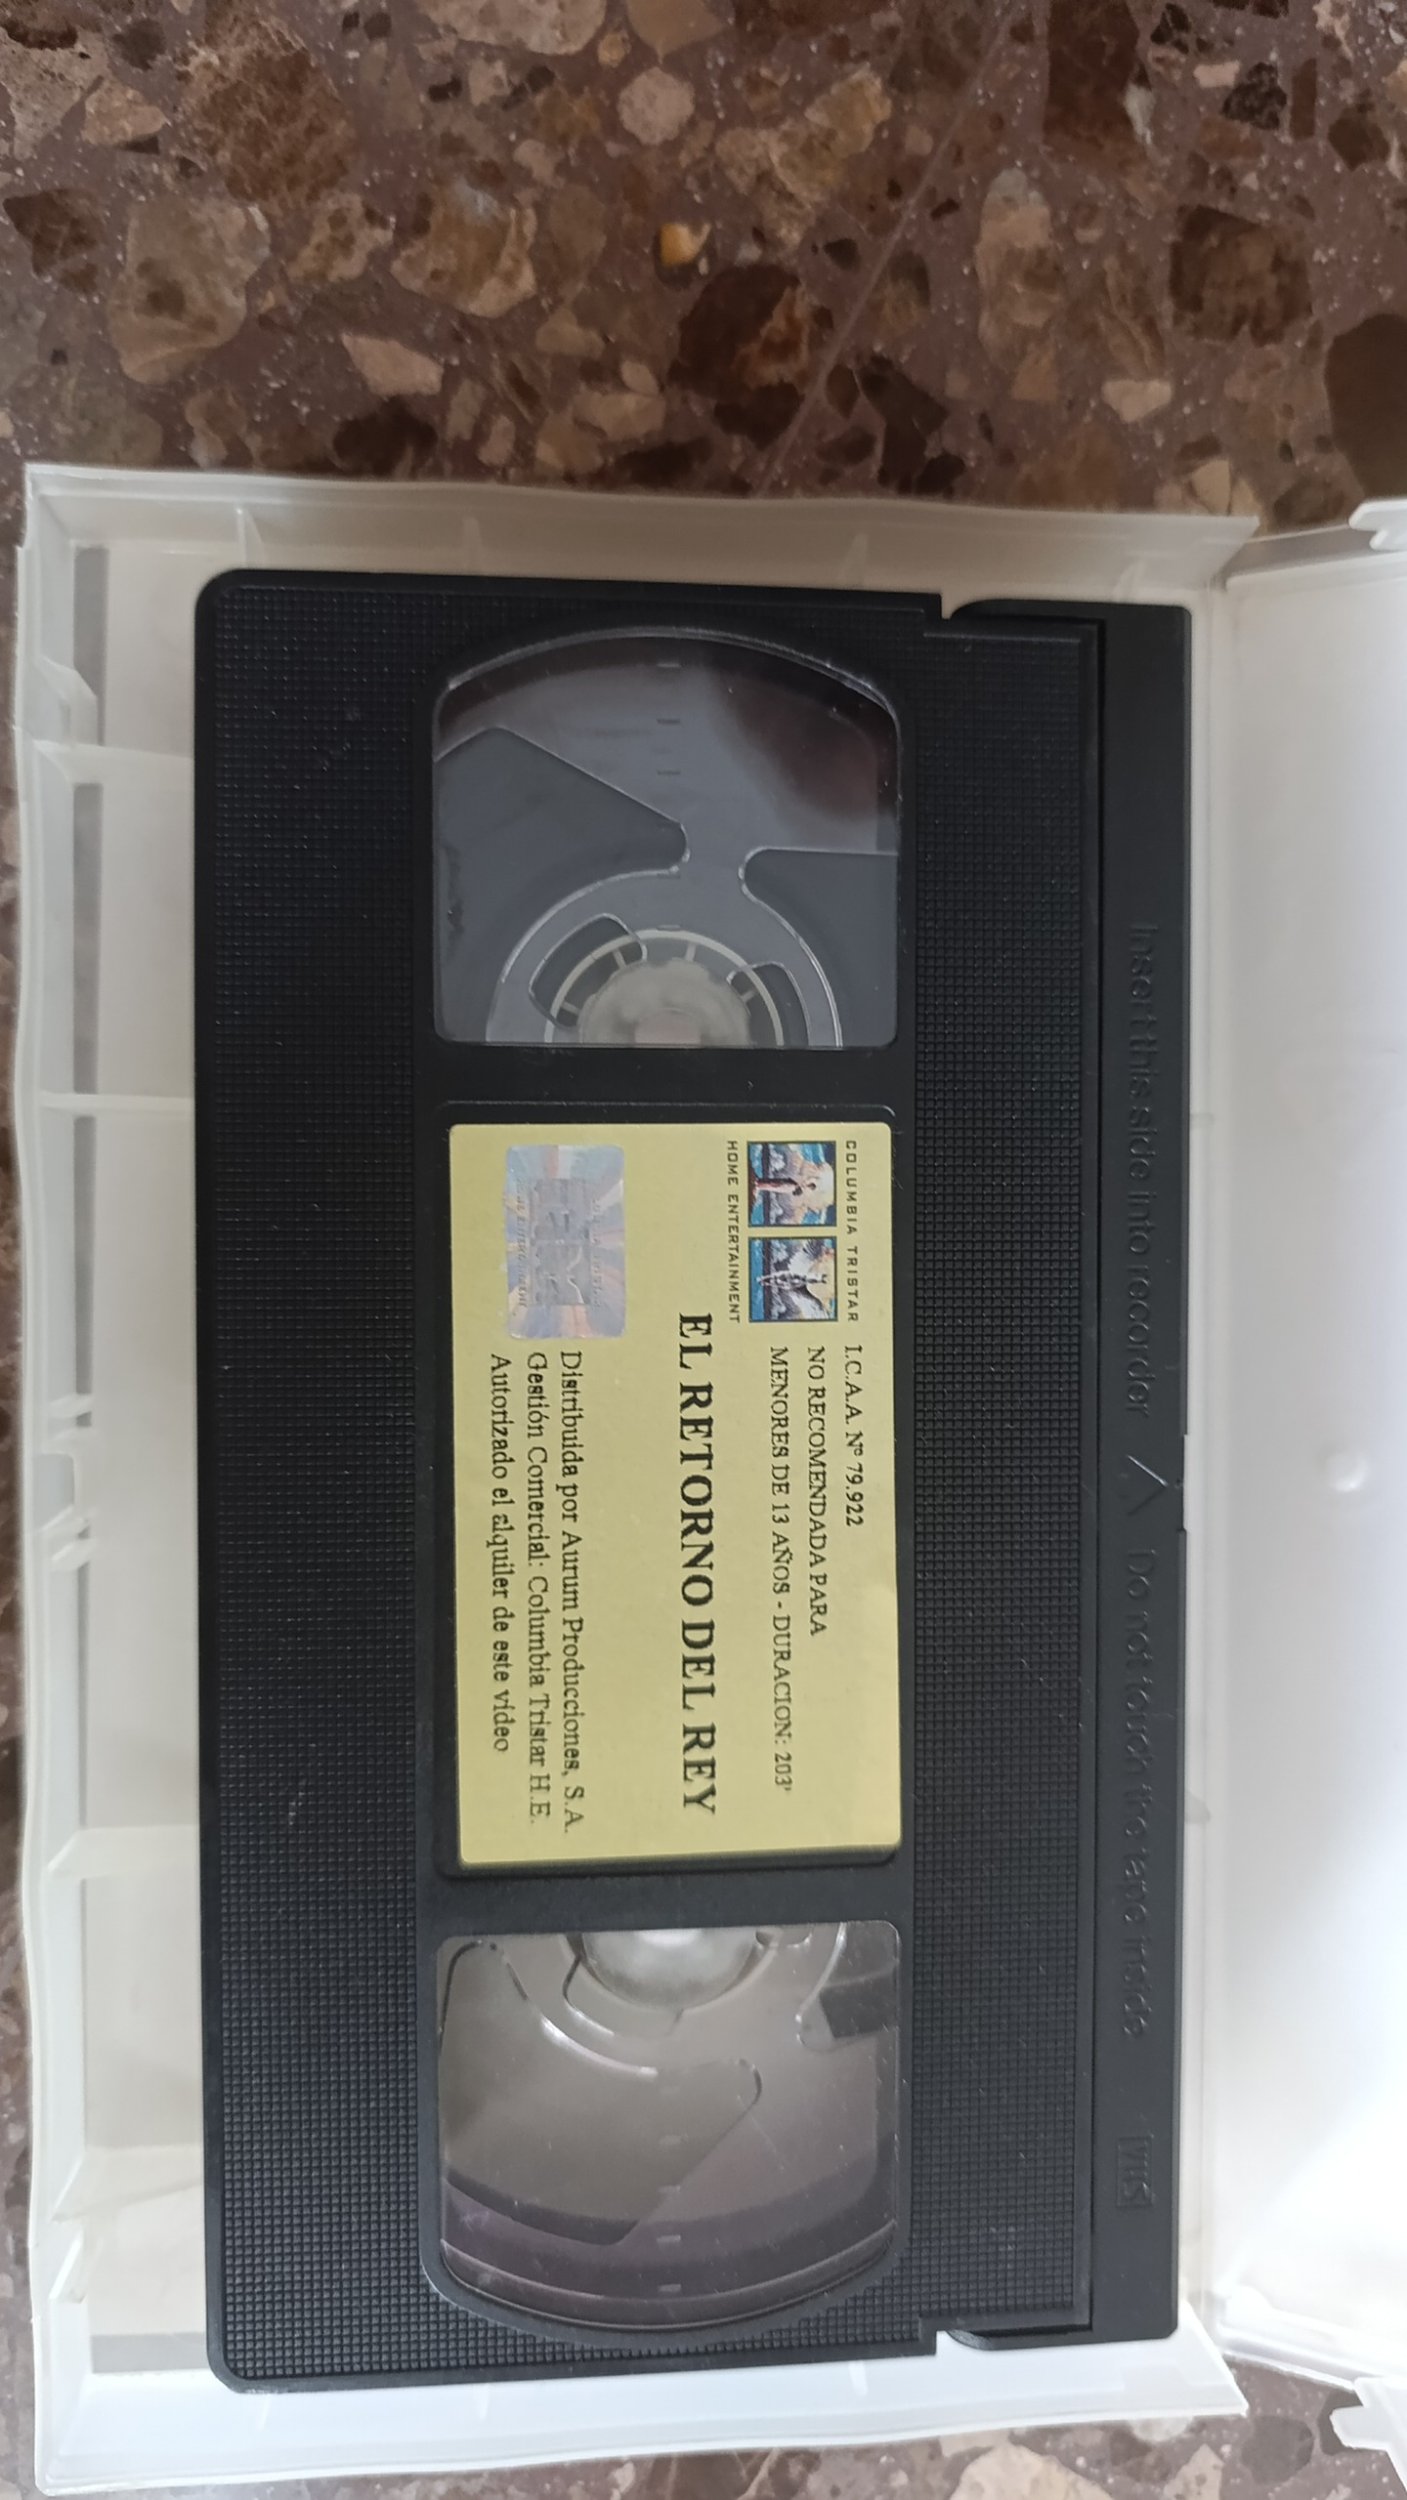 Insert this side into recorder △ Do not touch the tape inside
VHS
COLUMBIA TRISTAR
HOME ENTERTAINMENT
I.C.A.A. Nº 79.922
NO RECOMENDADA PARA
MENORES DE 13 AÑOS - DURACION: 203'
EL RETORNO DEL REY
Distribuida por Aurum Producciones, S.A.
Gestión Comercial: Columbia Tristar H.E.
Autorizado el alquiler de este vídeo